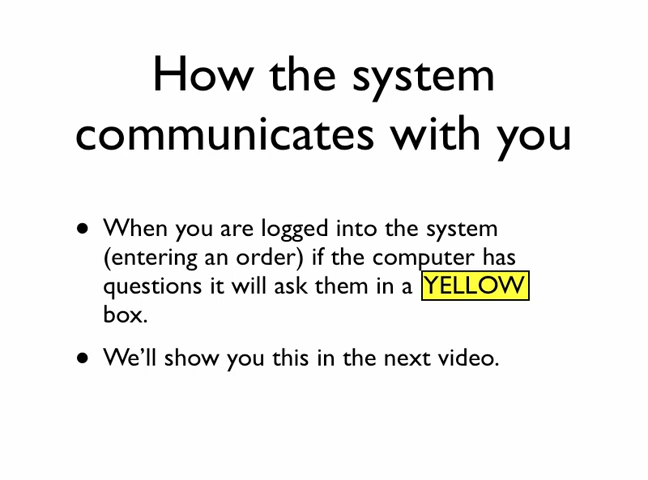 How the system
communicates with you
• When you are logged into the system
(entering an order) if the computer has
questions it will ask them in a YELLOW
box.
• We'll show you this in the next video.